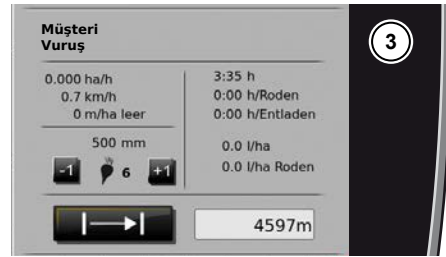 Müşteri
Vuruş
0.000 ha/h
0.7 km/h
0 m/ha leer
3:35 h
0:00 h/Roden
0:00 h/Entladen
500 mm
-1 6 +1
0.0 l/ha
0.0 l/ha Roden
4597m
3